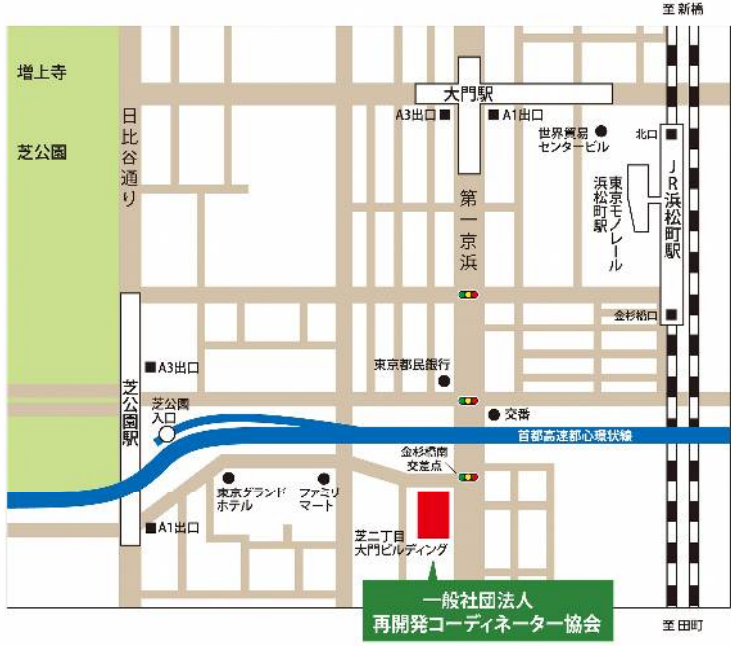 至新橋
増上寺
大門駅
A3出口
A1出口
日比谷通り
世界貿易
センタービル
北口
芝公園
JR浜松町駅
東京モノレール
浜松町駅
第一京浜
金杉橋口
A3出口
東京都民銀行
芝公園駅
芝公園
入口
交番
首都高速都心環状線
金杉橋南
交差点
東京グランド
ホテル
ファミリ
マート
A1出口
芝二丁目
大門ビルディング
一般社団法人
再開発コーディネーター協会
至田町